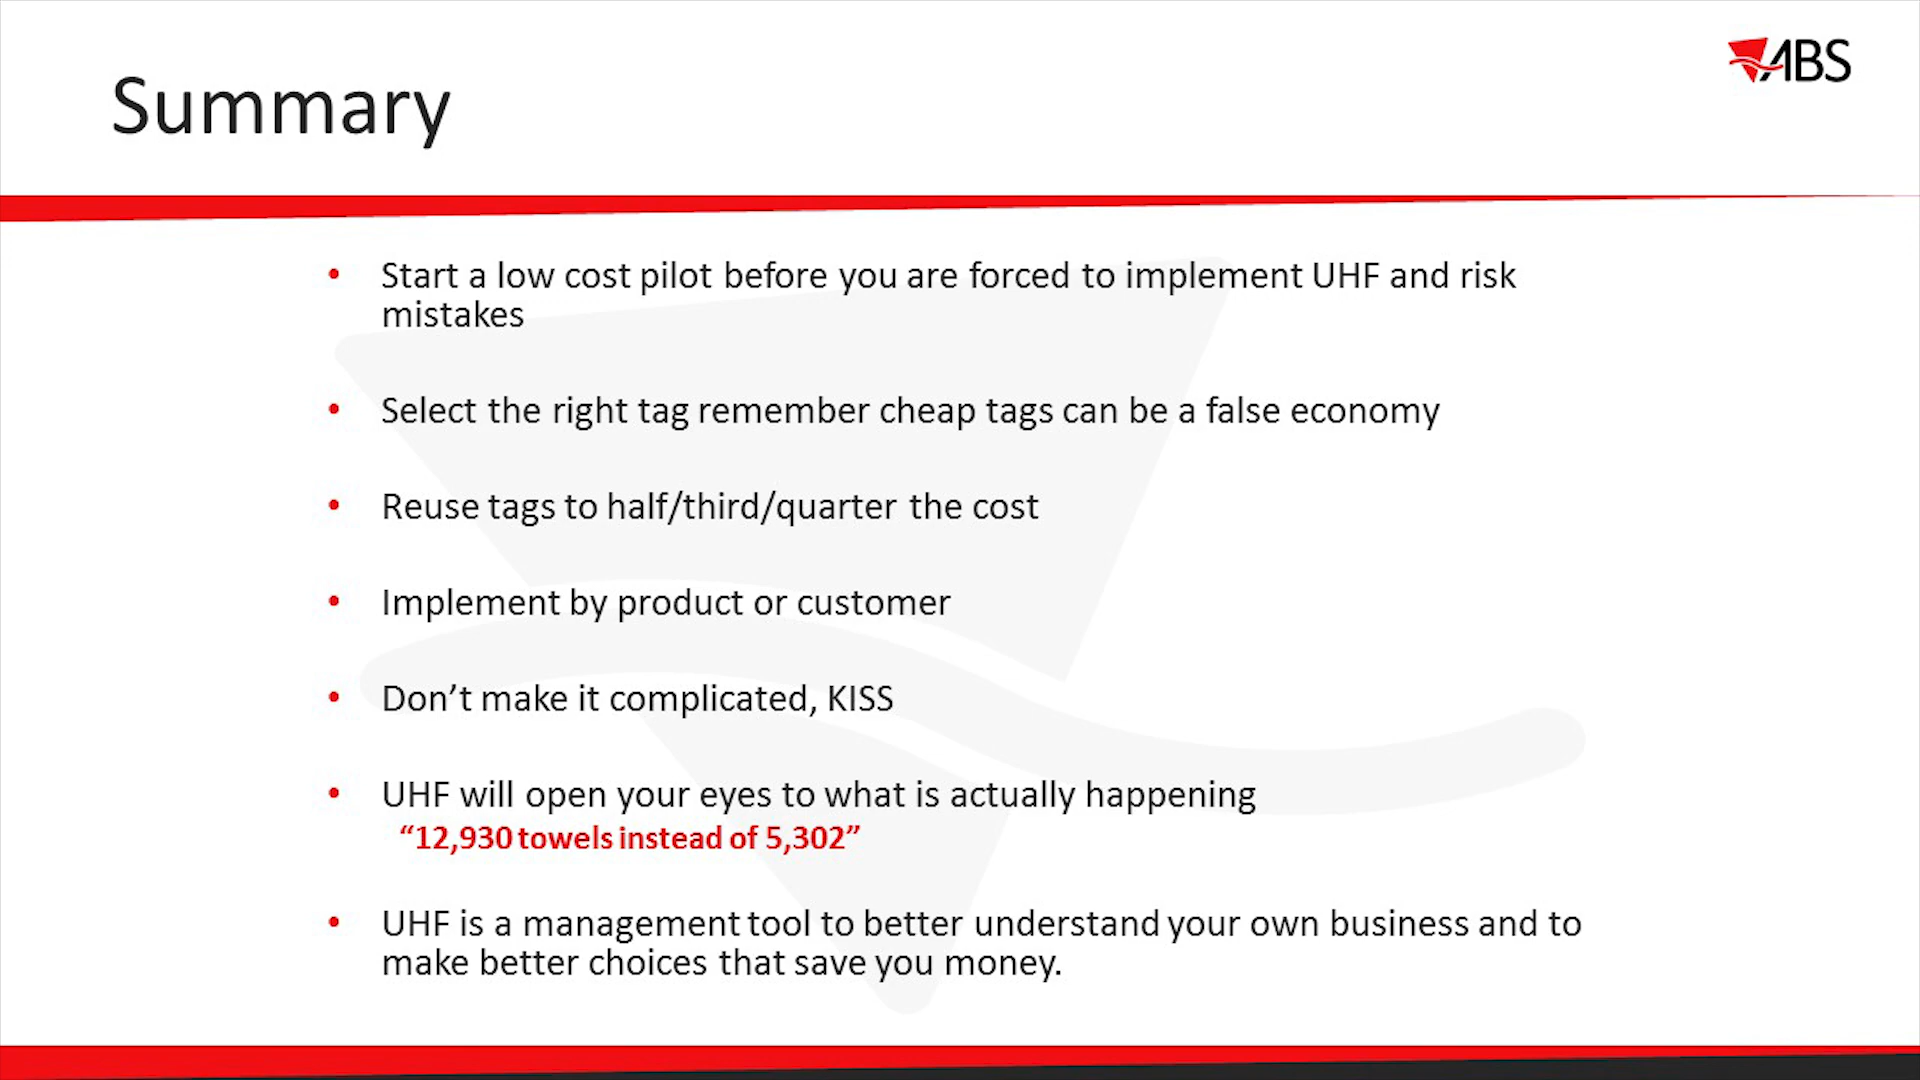 ABS
Summary
• Start a low cost pilot before you are forced to implement UHF and risk
mistakes
• Select the right tag remember cheap tags can be a false economy
• Reuse tags to half/third/quarter the cost
• Implement by product or customer
• Don’t make it complicated, KISS
• UHF will open your eyes to what is actually happening
“12,930 towels instead of 5,302”
• UHF is a management tool to better understand your own business and to
make better choices that save you money.